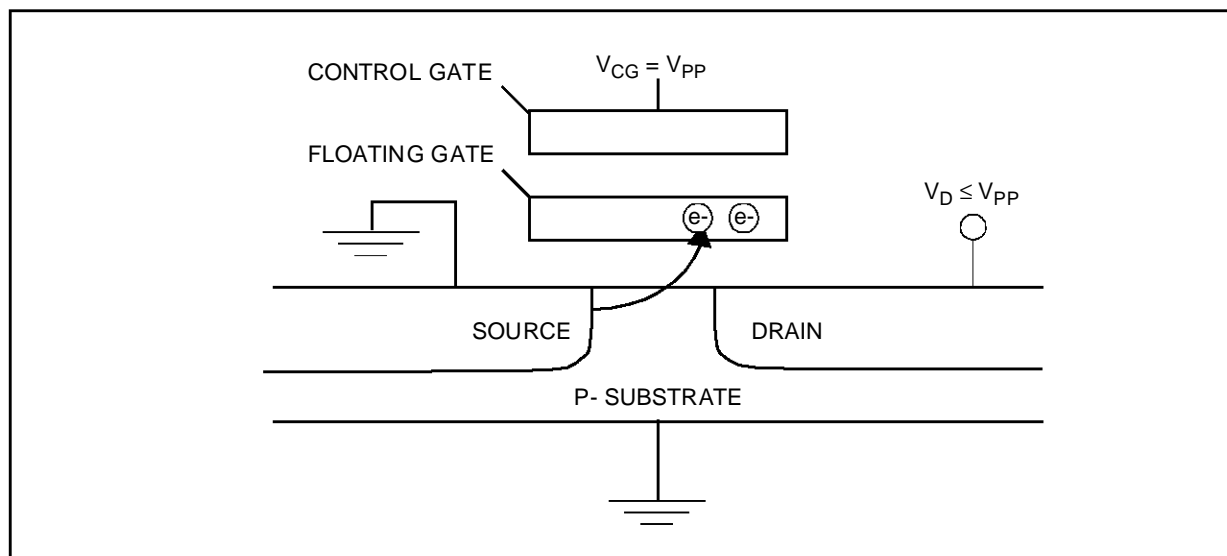 CONTROL GATE
V_CG = V_PP
FLOATING GATE
V_D ≤ V_PP
e-
e-
SOURCE
DRAIN
P- SUBSTRATE